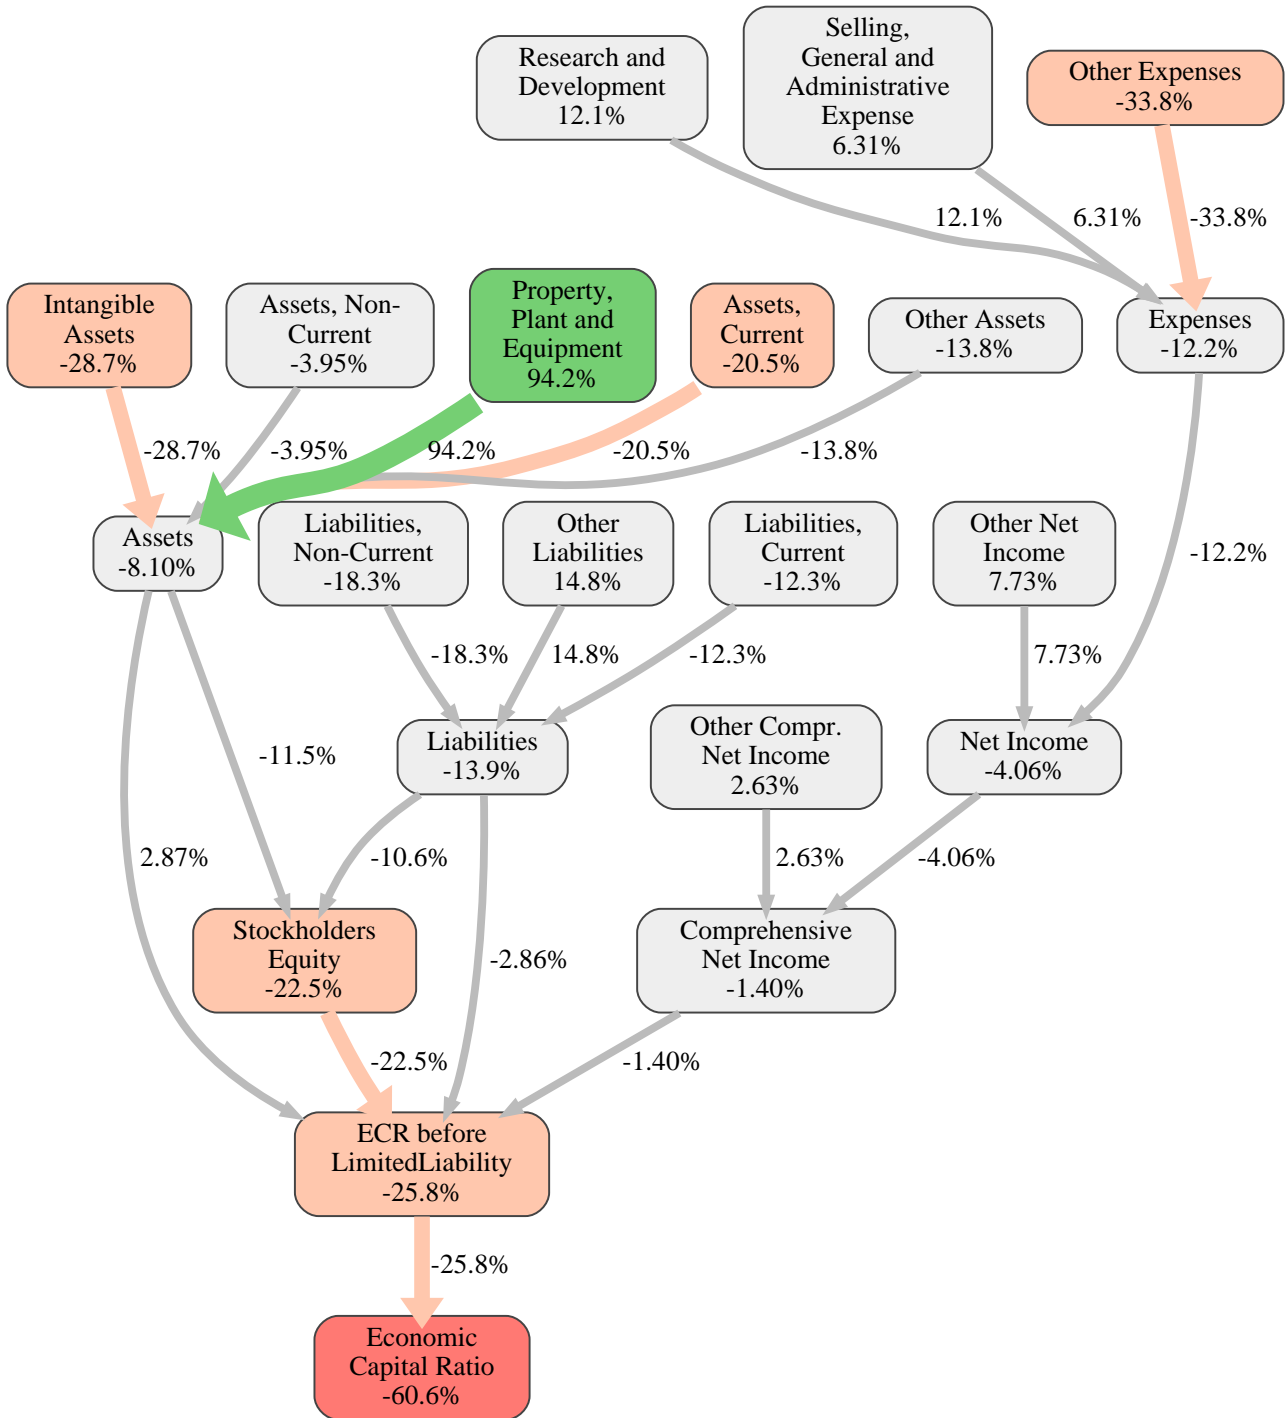 Research and
Development
12.1%
Selling,
General and
Administrative
Expense
6.31%
Other Expenses
-33.8%
12.1%
6.31%
-33.8%
Intangible
Assets
-28.7%
Assets, Non-
Current
-3.95%
Property,
Plant and
Equipment
94.2%
Assets,
Current
-20.5%
Other Assets
-13.8%
Expenses
-12.2%
-28.7%
-3.95%
94.2%
-20.5%
-13.8%
-12.2%
Assets
-8.10%
Liabilities,
Non-Current
-18.3%
Other
Liabilities
14.8%
Liabilities,
Current
-12.3%
Other Net
Income
7.73%
-18.3%
14.8%
-12.3%
7.73%
Liabilities
-13.9%
Other Compr.
Net Income
2.63%
Net Income
-4.06%
-11.5%
2.87%
-10.6%
2.63%
-4.06%
Stockholders
Equity
-22.5%
-2.86%
Comprehensive
Net Income
-1.40%
-22.5%
-1.40%
ECR before
LimitedLiability
-25.8%
-25.8%
Economic
Capital Ratio
-60.6%